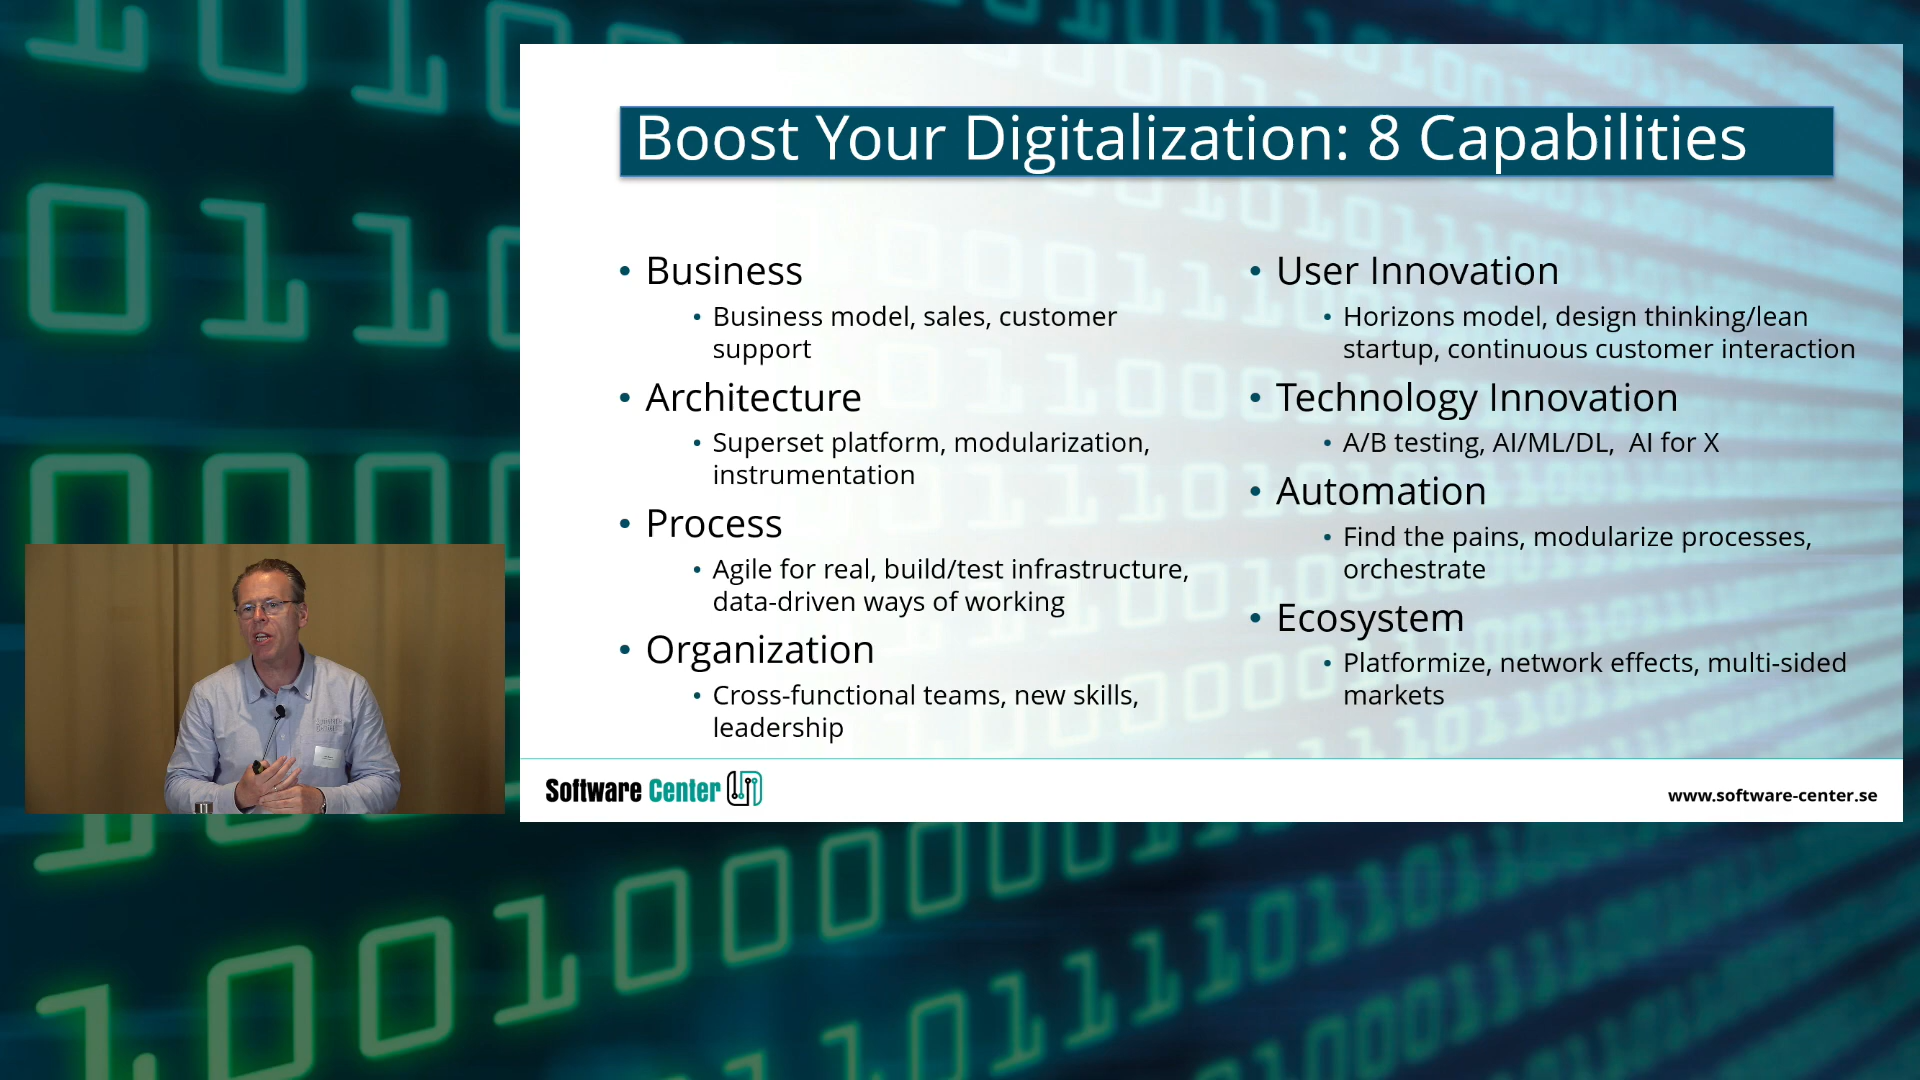 Boost Your Digitalization: 8 Capabilities
• Business
• Business model, sales, customer
support
• Architecture
• Superset platform, modularization,
instrumentation
• Process
• Agile for real, build/test infrastructure,
data-driven ways of working
• Organization
• Cross-functional teams, new skills,
leadership
• User Innovation
• Horizons model, design thinking/lean
startup, continuous customer interaction
• Technology Innovation
• A/B testing, AI/ML/DL,  AI for X
• Automation
• Find the pains, modularize processes,
orchestrate
• Ecosystem
• Platformize, network effects, multi-sided
markets
Software Center
www.software-center.se